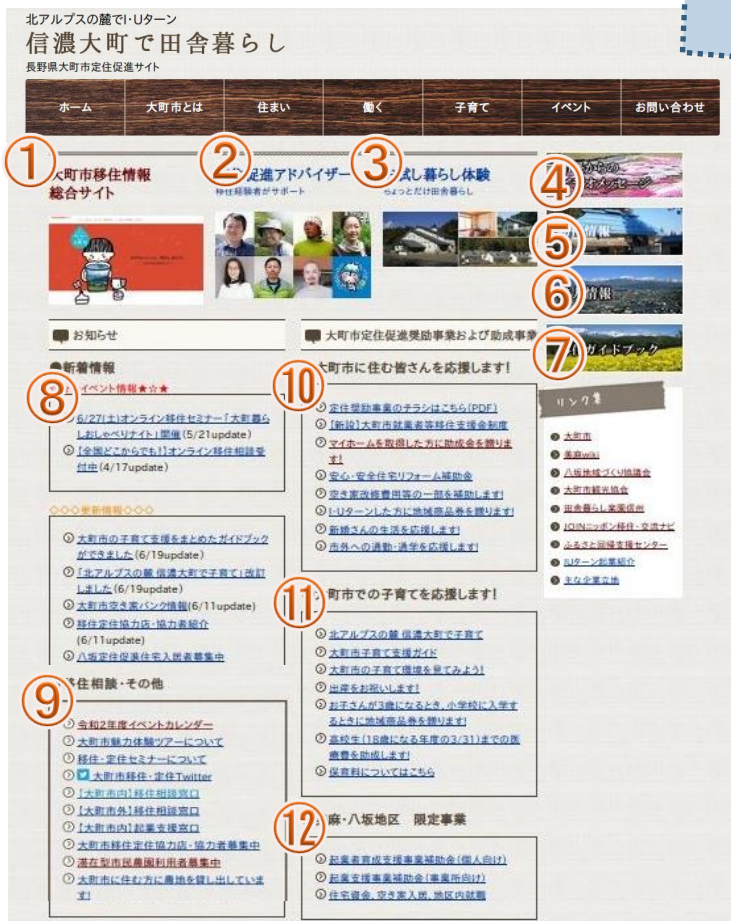 北アルプスの麓でI・Uターン
信濃大町で田舎暮らし
長野県大町市定住促進サイト
ホーム
大町市とは
住まい
働く
子育て
イベント
お問い合わせ
①
大町市移住情報
総合サイト
②
促進アドバイザー
移住経験者がサポート
③
試し暮らし体験
ちょっとだけ田舎暮らし
④
からの
メッセージ
⑤
情報
⑥
情報
⑦
ガイドブック
お知らせ
●新着情報
⑧
イベント情報★☆★
6/27(土)オンライン移住セミナー「大町暮ら
しおしゃべりナイト」開催(5/21update)
【全国どこからでも!】オンライン移住相談受
付中(4/17update)
◇◇◇更新情報◇◇◇
大町市の子育て支援をまとめたガイドブック
ができました(6/19update)
「北アルプスの麓 信濃大町で子育て」改訂
しました(6/19update)
大町市空き家バンク情報(6/11update)
移住定住協力店・協力者紹介
(6/11update)
八坂定住促進住宅入居者募集中
⑨
移住相談・その他
令和2年度イベントカレンダー
大町市魅力体験ツアーについて
移住・定住セミナーについて
大町市移住・定住Twitter
【大町市内】移住相談窓口
【大町市外】移住相談窓口
【大町市内】起業支援窓口
大町市移住定住協力店・協力者募集中
滞在型市民農園利用者募集中
大町市に住む方に農地を貸し出していま
す!
大町市定住促進奨励事業および助成事業
⑩
大町市に住む皆さんを応援します!
定住奨励事業のチラシはこちら(PDF)
【新設】大町市就業者等移住支援金制度
マイホームを取得した方に助成金を贈りま
す!
安心・安全住宅リフォーム補助金
空き家改修費用等の一部を補助します!
I・Uターンした方に地域商品券を贈ります!
新婚さんの生活を応援します!
市外への通勤・通学を応援します!
⑪
町市での子育てを応援します!
北アルプスの麓 信濃大町で子育て
大町市子育て支援ガイド
大町市の子育て環境を見てみよう!
出産をお祝いします!
お子さんが3歳になるとき、小学校に入学す
るときに地域商品券を贈ります!
高校生(18歳になる年度の3/31)までの医
療費を助成します!
保育料についてはこちら
⑫
麻・八坂地区 限定事業
起業者育成支援事業補助金(個人向け)
起業支援事業補助金(事業所向け)
住宅資金、空き家入居、地区内就職
リンク集
大町市
美麻wiki
八坂地域づくり協議会
大町市観光協会
田舎暮らし楽園信州
JOINニッポン移住・交流ナビ
ふるさと回帰支援センター
IUターン起業紹介
主な企業立地